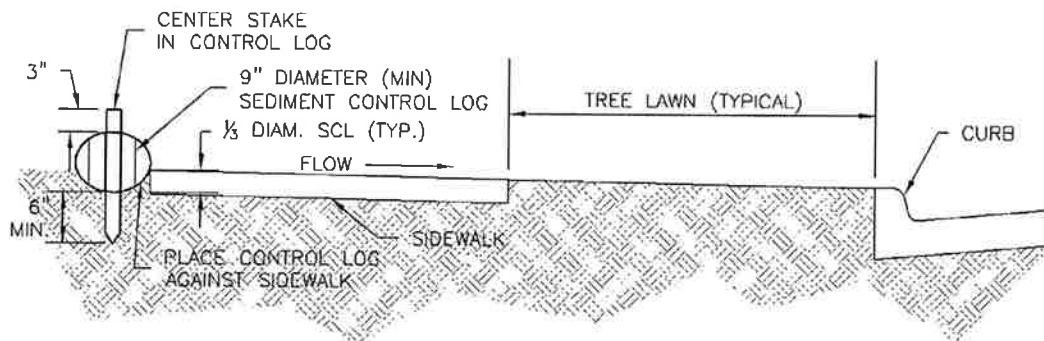 CENTER STAKE
IN CONTROL LOG
3"
9" DIAMETER (MIN)
SEDIMENT CONTROL LOG
⅓ DIAM. SCL (TYP.)
FLOW
TREE LAWN (TYPICAL)
CURB
6"
MIN.
SIDEWALK
PLACE CONTROL LOG
AGAINST SIDEWALK